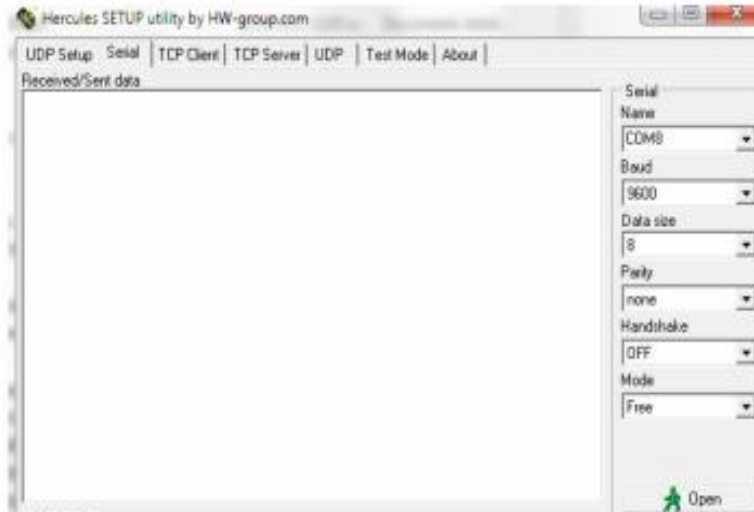 Hercules SETUP utility by HW-group.com
UDP Setup Serial TCP Client TCP Server UDP Test Mode About
Received/Sent data
Serial
Name
COM8
Baud
9600
Data size
8
Parity
none
Handshake
OFF
Mode
Free
Open